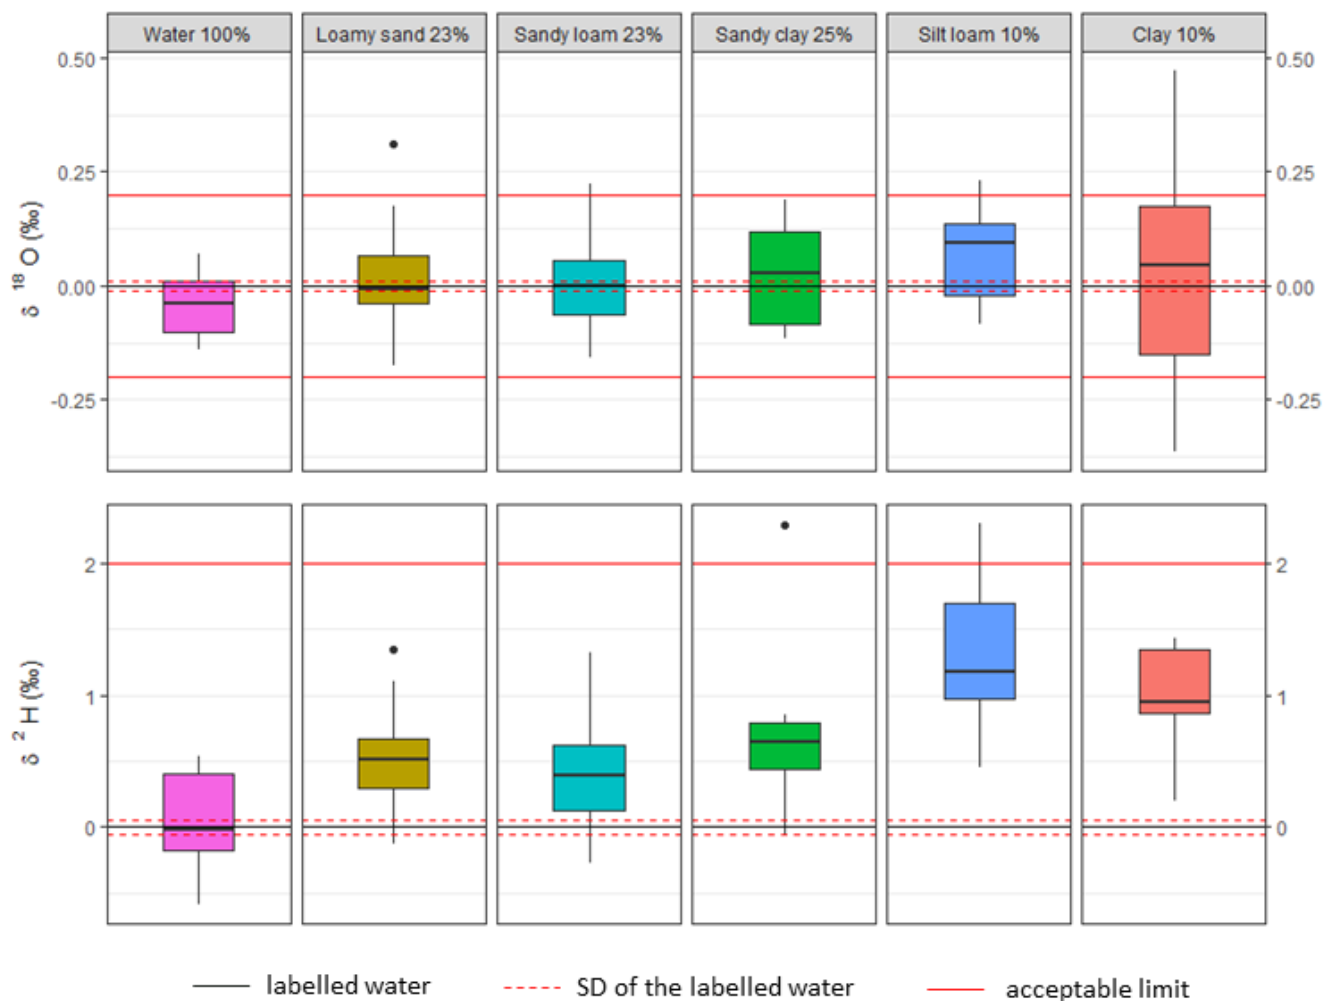 Water 100% Loamy sand 23% Sandy loam 23% Sandy clay 25% Silt loam 10% Clay 10%
0.50 0.50
0.25 0.25
0.00 0.00
-0.25 -0.25
δ 18 O (‰)
2 2
1 1
0 0
δ 2 H (‰)
labelled water SD of the labelled water acceptable limit